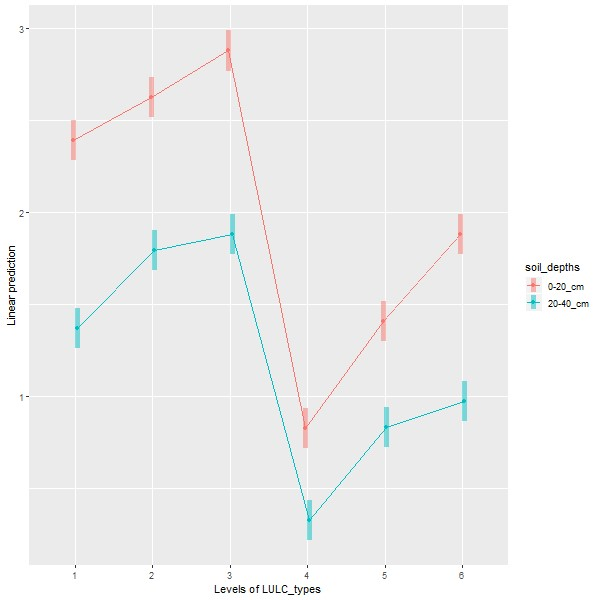 3
2
1
Linear prediction
1 2 3 4 5 6
Levels of LULC_types
soil_depths
0-20_cm
20-40_cm